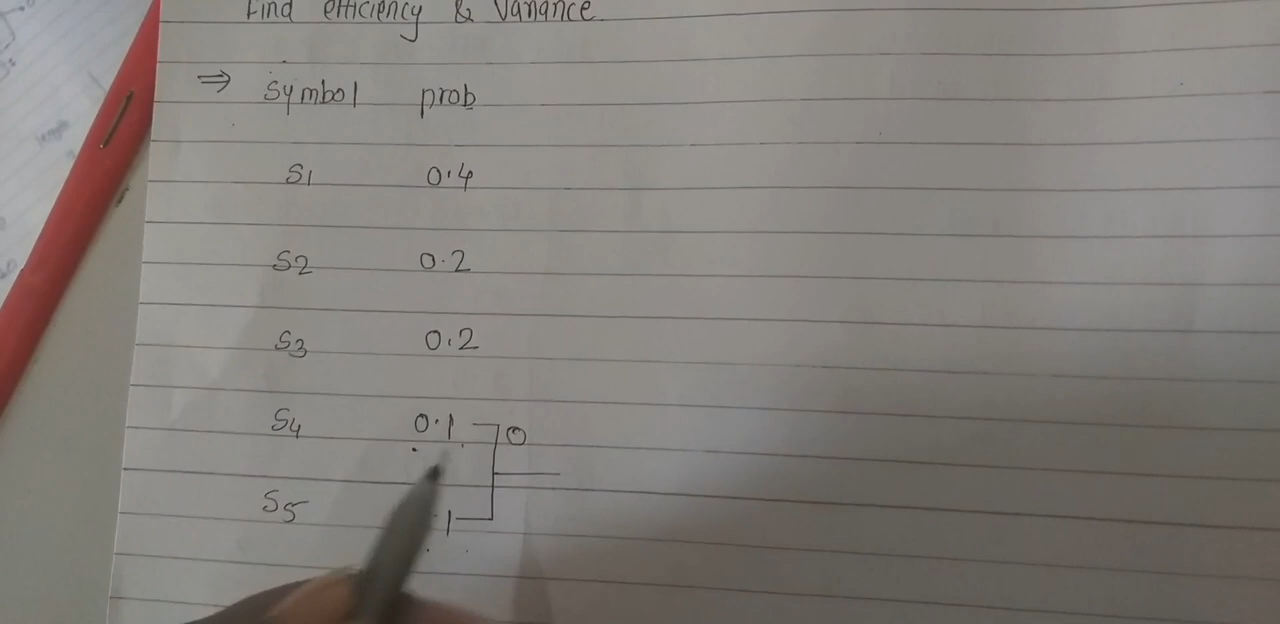 Find efficiency & Variance
⇒ Symbol prob
S1 0.4
S2 0.2
S3 0.2
S4 0.1 0
S5 1